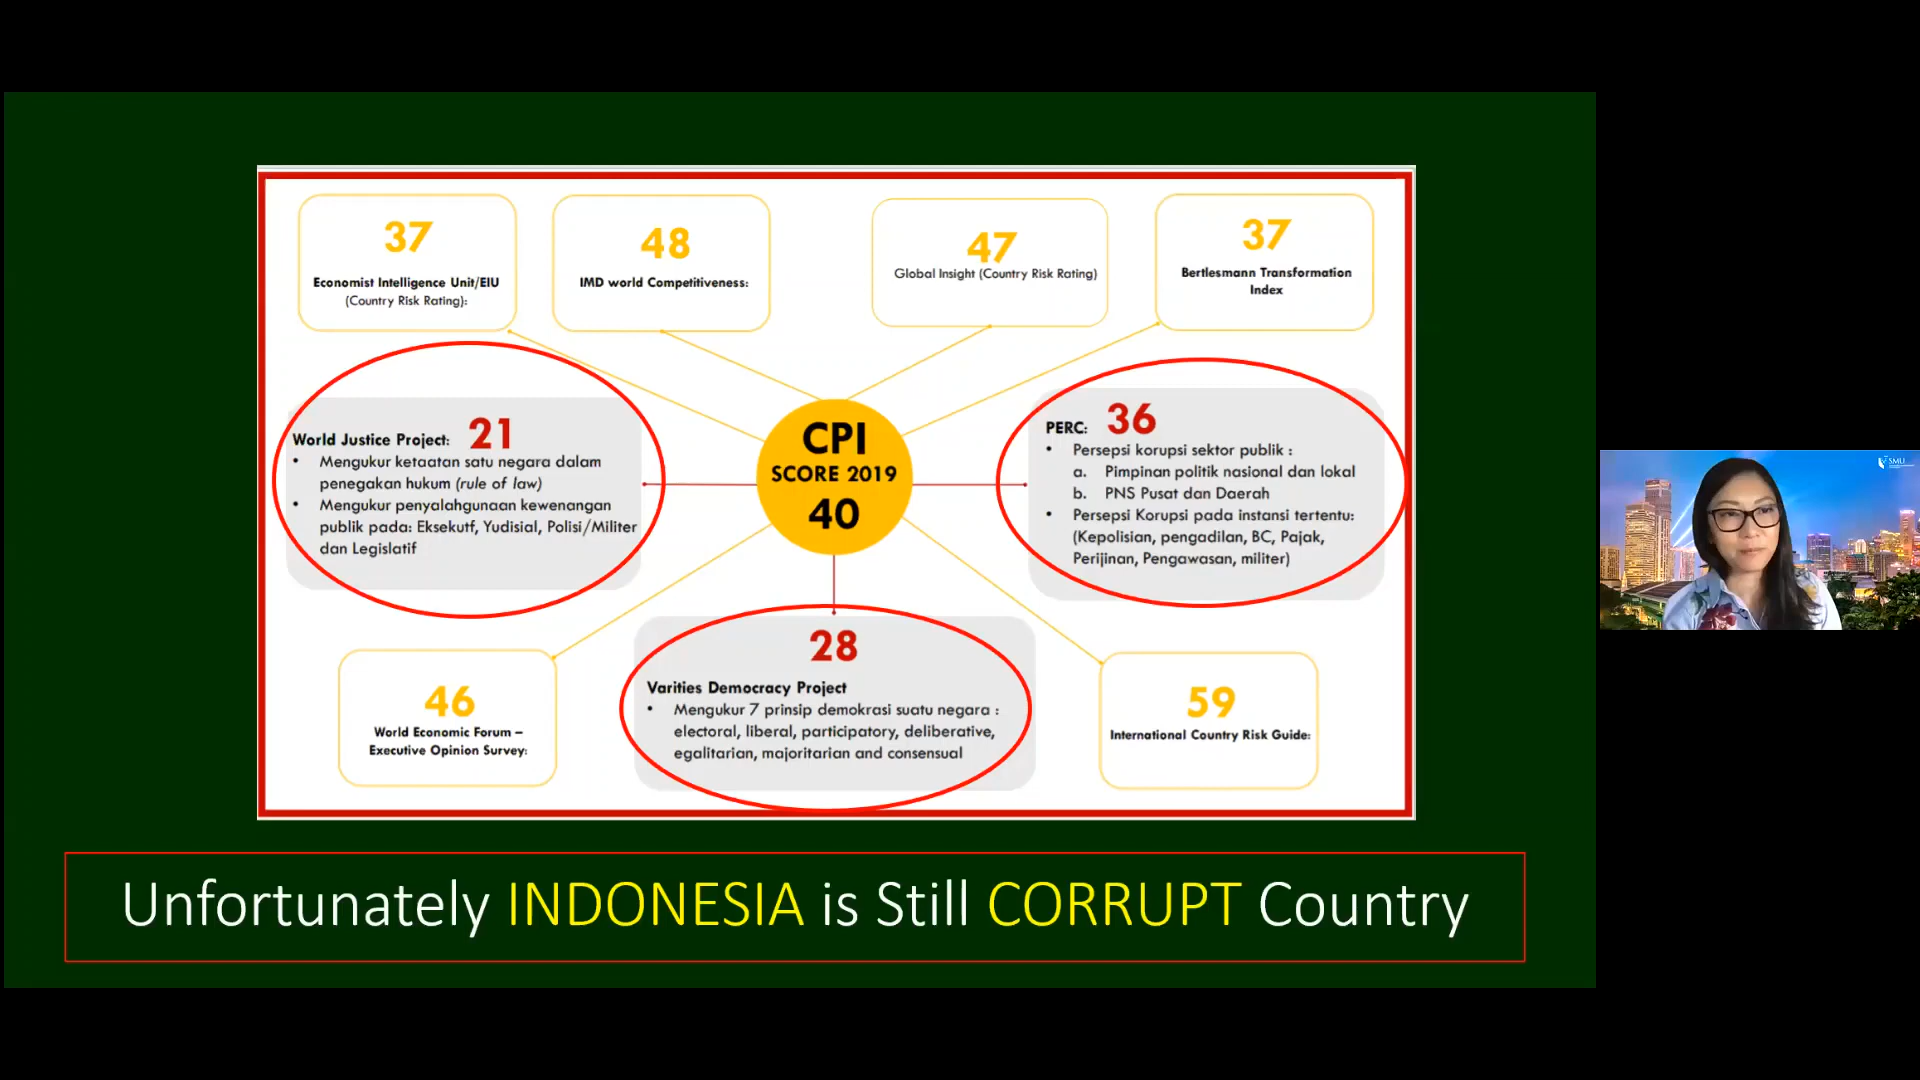 37
Economist Intelligence Unit/EIU
(Country Risk Rating):
48
IMD world Competitiveness:
47
Global Insight (Country Risk Rating)
37
Bertlesmann Transformation
Index
World Justice Project: 21
• Mengukur ketaatan satu negara dalam
penegakan hukum (rule of law)
• Mengukur penyalahgunaan kewenangan
publik pada: Eksekutf, Yudisial, Polisi/Militer
dan Legislatif
CPI
SCORE 2019
40
PERC: 36
• Persepsi korupsi sektor publik :
a. Pimpinan politik nasional dan lokal
b. PNS Pusat dan Daerah
• Persepsi Korupsi pada instansi tertentu:
(Kepolisian, pengadilan, BC, Pajak,
Perijinan, Pengawasan, militer)
46
World Economic Forum –
Executive Opinion Survey:
28
Varities Democracy Project
• Mengukur 7 prinsip demokrasi suatu negara :
electoral, liberal, participatory, deliberative,
egalitarian, majoritarian and consensual
59
International Country Risk Guide:
Unfortunately INDONESIA is Still CORRUPT Country
SMU